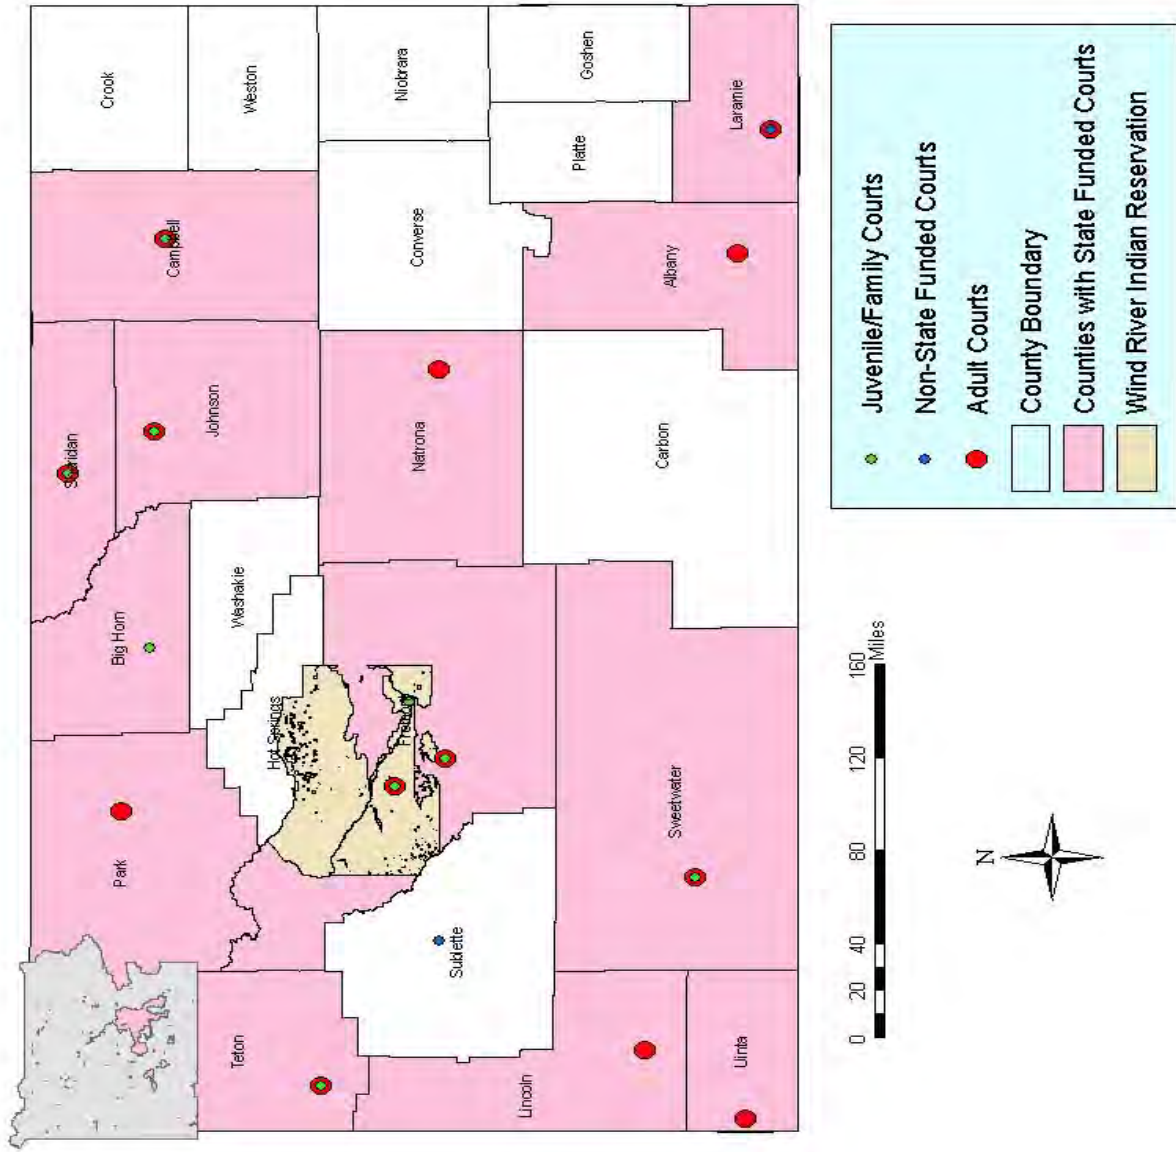 Crook
Weston
Campbell
Sheridan
Johnson
Big Horn
Washakie
Hot Springs
Park
Teton
Niobrara
Converse
Natrona
Fremont
Sublette
Lincoln
Goshen
Platte
Laramie
Albany
Carbon
Sweetwater
Uinta
0 20 40 80 120 160
Miles
N
Juvenile/Family Courts
Non-State Funded Courts
Adult Courts
County Boundary
Counties with State Funded Courts
Wind River Indian Reservation